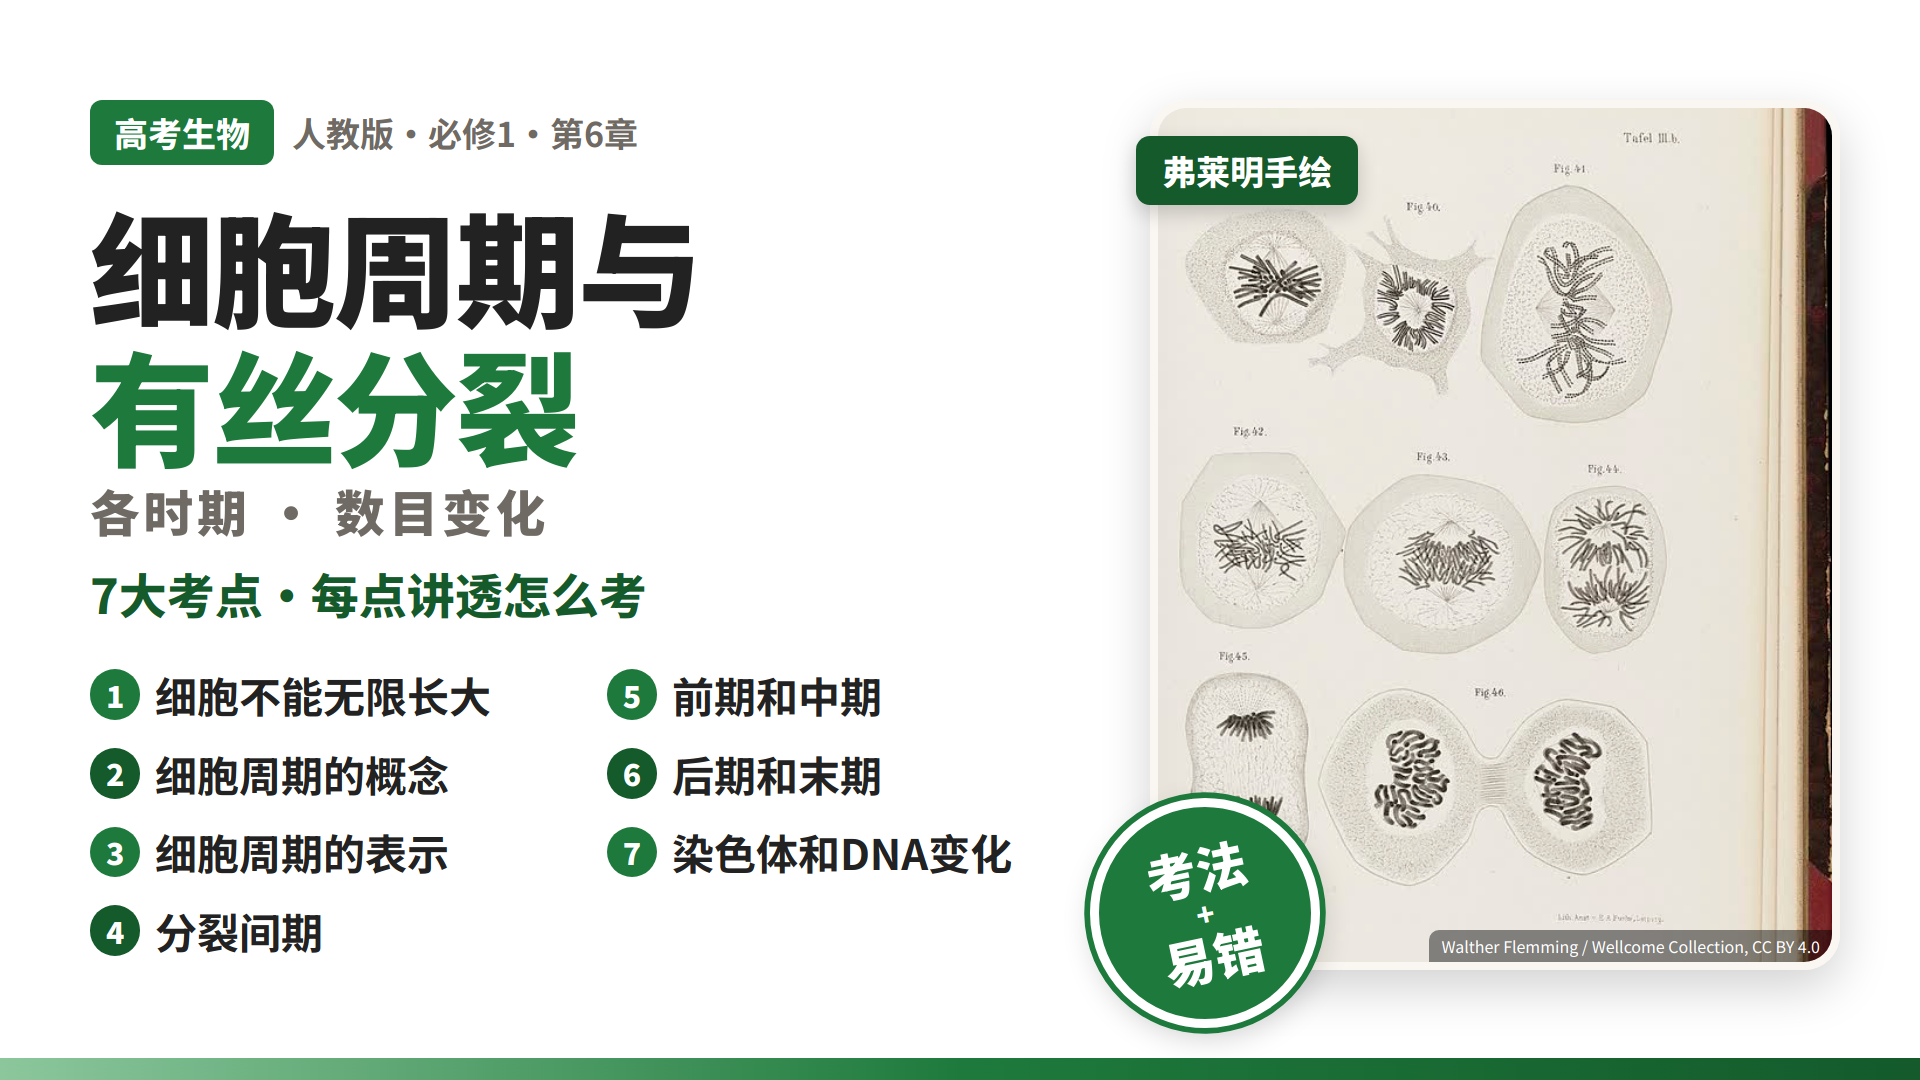 高考生物
人教版·必修1·第6章
细胞周期与
有丝分裂
各时期 · 数目变化
7大考点·每点讲透怎么考
1 细胞不能无限长大
2 细胞周期的概念
3 细胞周期的表示
4 分裂间期
5 前期和中期
6 后期和末期
7 染色体和DNA变化
弗莱明手绘
Tafel III.b.
Fig.41.
Fig.40.
Fig.42.
Fig.43.
Fig.44.
Fig.45.
Fig.46.
考法
+
易错
Walther Flemming / Wellcome Collection, CC BY 4.0